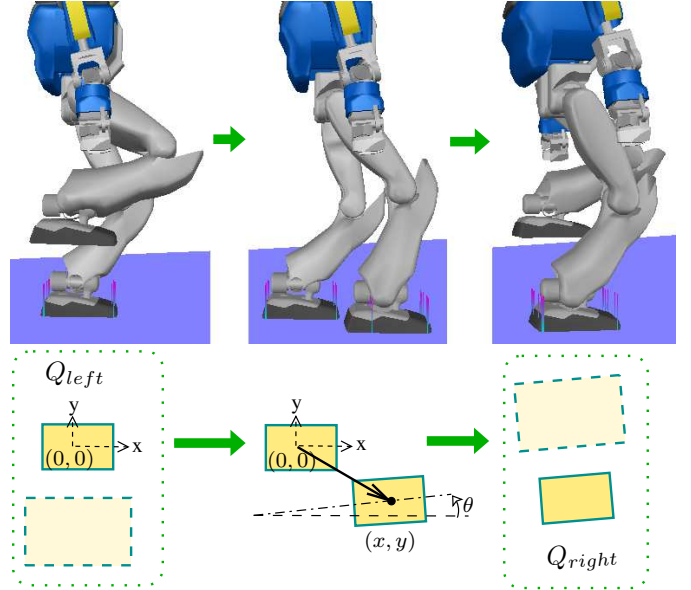 Q_left
y
x
(0, 0)
y
x
(0, 0)
θ
(x, y)
Q_right